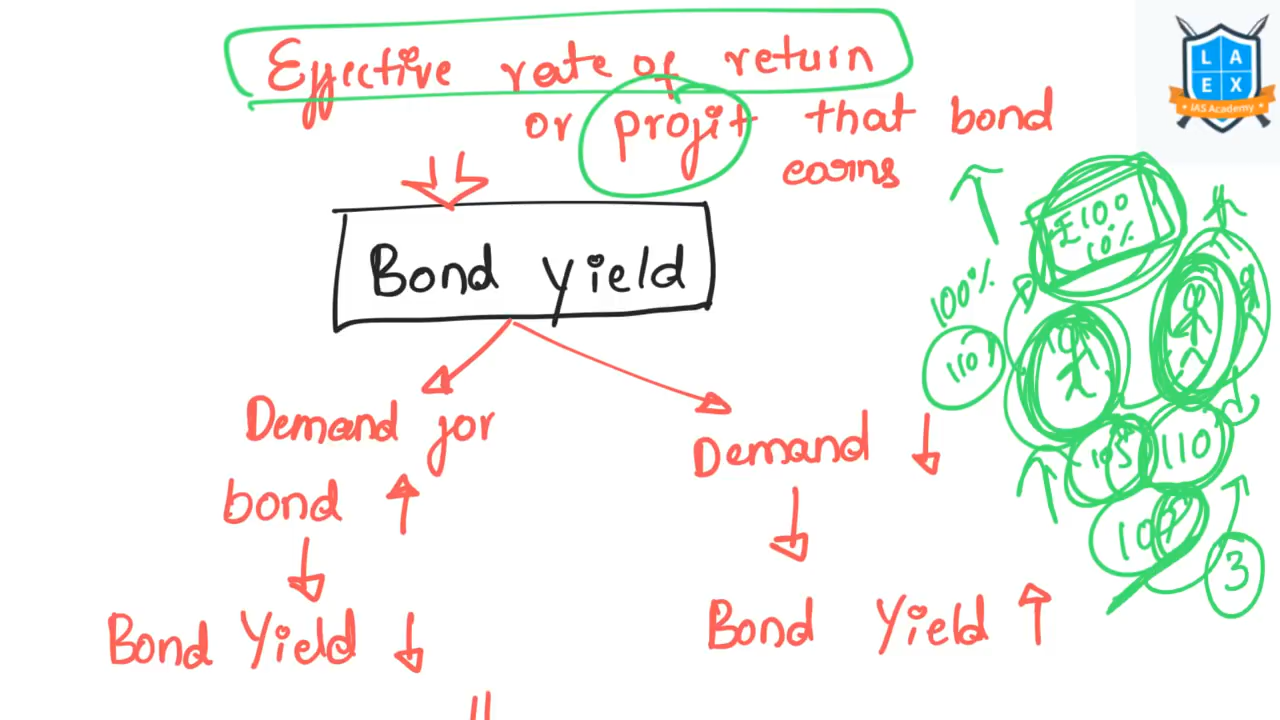 Effective rate of return
or profit that bond
earns
Bond Yield
Demand for
bond ↑
Bond Yield ↓
Demand ↓
Bond Yield ↑
₹100
10%
100%
110
105
110
3
L A
E X
IAS Academy